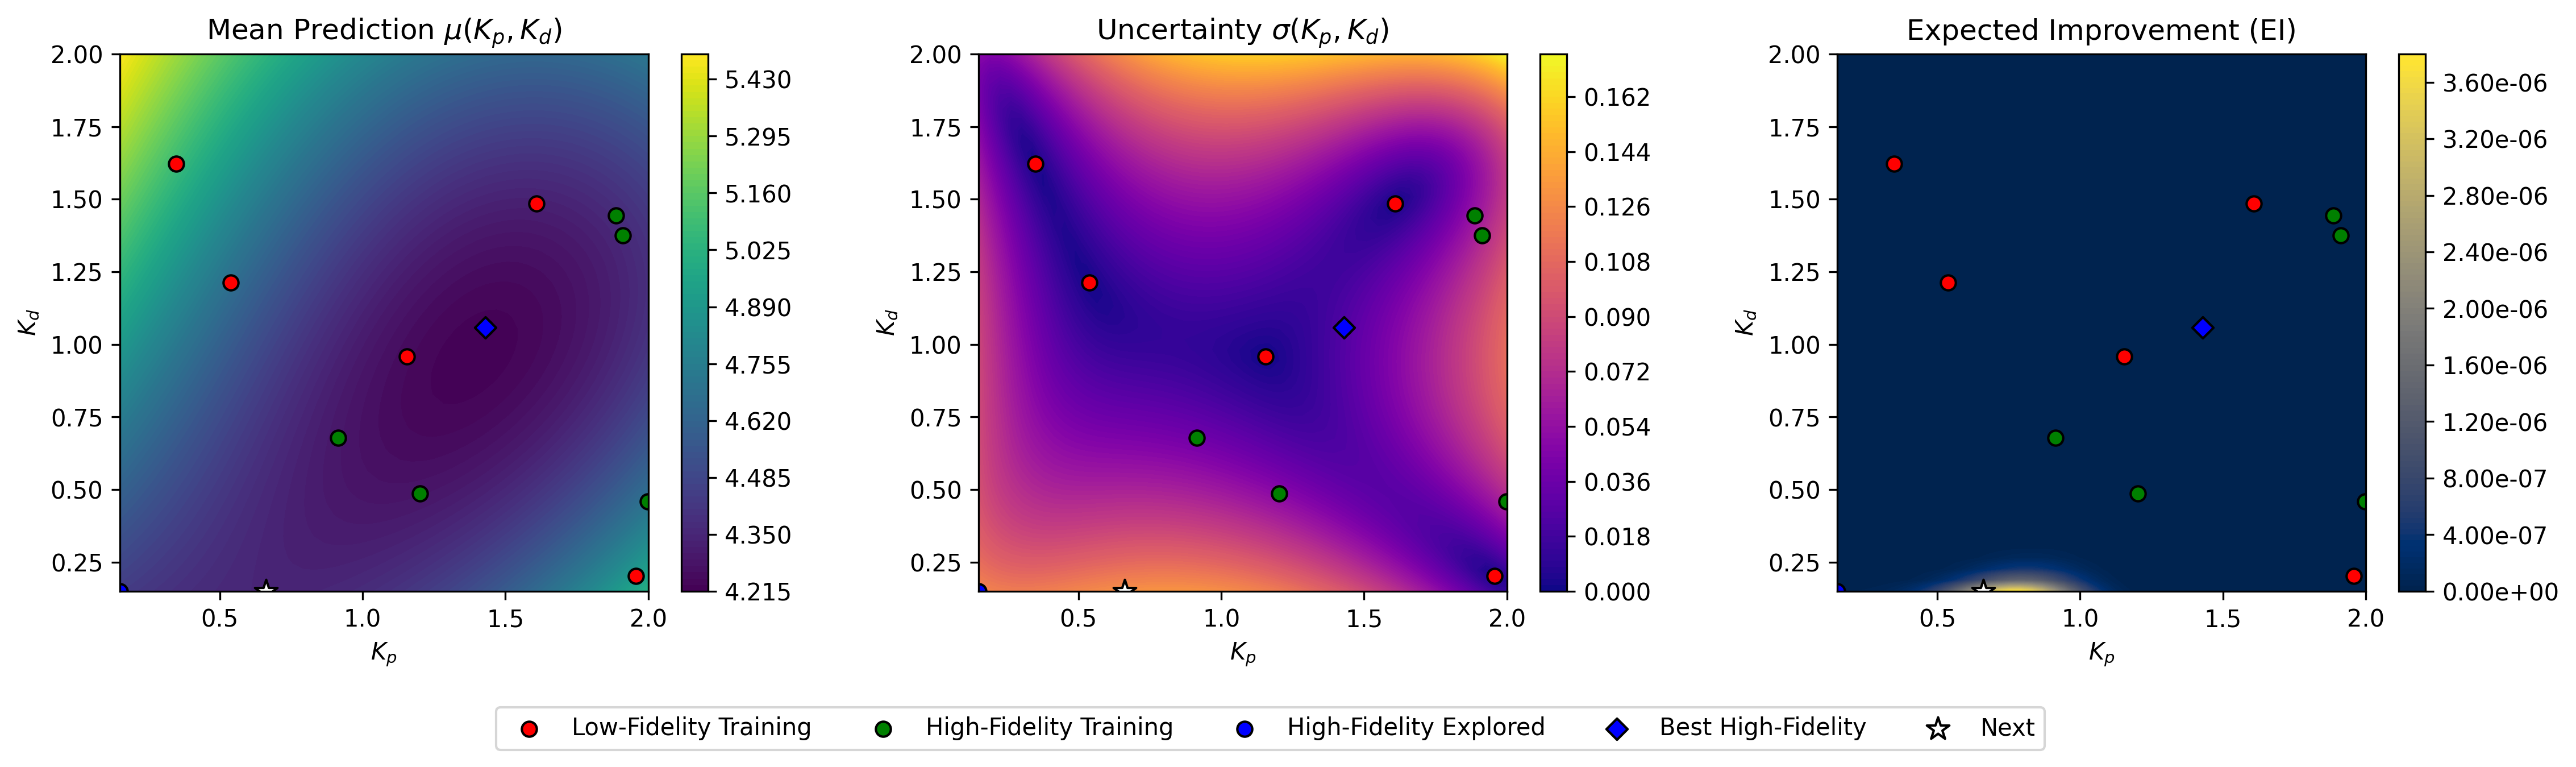 Mean Prediction μ(K_p, K_d)
2.00
1.75
1.50
1.25
1.00
0.75
0.50
0.25
K_d
0.5 1.0 1.5 2.0
K_p
5.430
5.295
5.160
5.025
4.890
4.755
4.620
4.485
4.350
4.215
Uncertainty σ(K_p, K_d)
2.00
1.75
1.50
1.25
1.00
0.75
0.50
0.25
K_d
0.5 1.0 1.5 2.0
K_p
0.162
0.144
0.126
0.108
0.090
0.072
0.054
0.036
0.018
0.000
Expected Improvement (EI)
2.00
1.75
1.50
1.25
1.00
0.75
0.50
0.25
K_d
0.5 1.0 1.5 2.0
K_p
3.60e-06
3.20e-06
2.80e-06
2.40e-06
2.00e-06
1.60e-06
1.20e-06
8.00e-07
4.00e-07
0.00e+00
Low-Fidelity Training High-Fidelity Training High-Fidelity Explored Best High-Fidelity Next